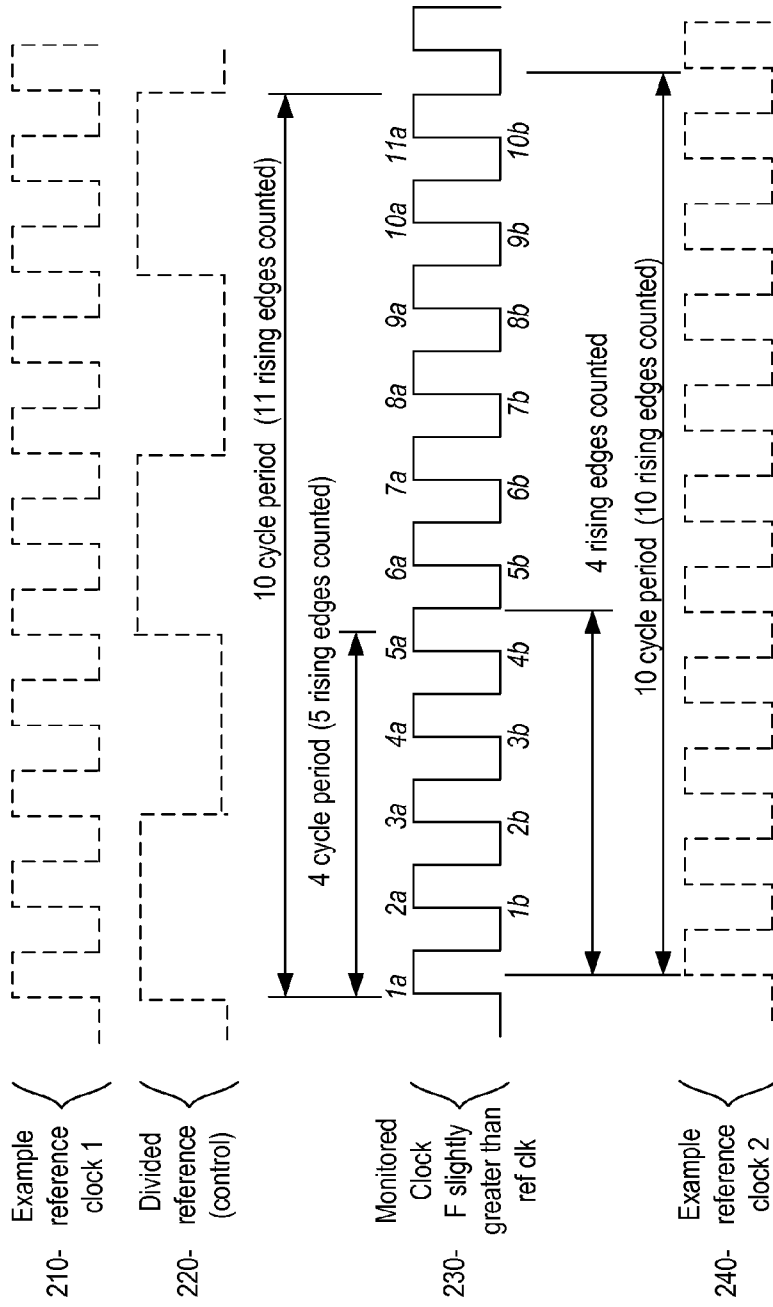 210-
Example
reference
clock 1
220-
Divided
reference
(control)
10 cycle period (11 rising edges counted)
4 cycle period (5 rising edges counted)
230-
Monitored
Clock
F slightly
greater than
ref clk
1a 2a 3a 4a 5a 6a 7a 8a 9a 10a 11a
1b 2b 3b 4b 5b 6b 7b 8b 9b 10b
4 rising edges counted
10 cycle period (10 rising edges counted)
240-
Example
reference
clock 2